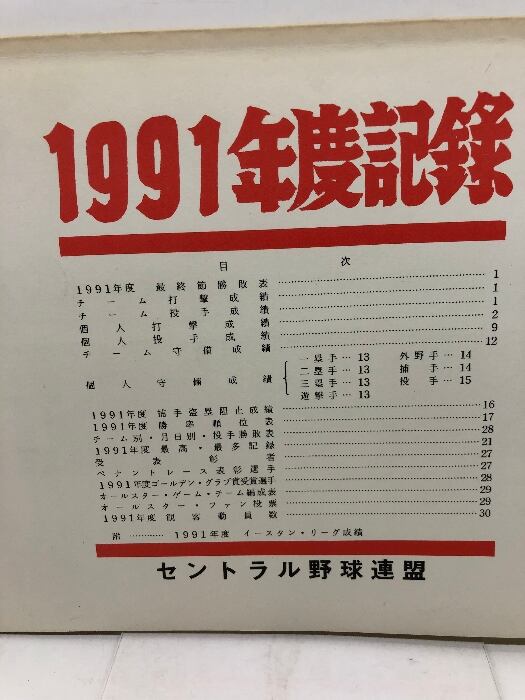 1991年度記録
目次
1991年度 最終節勝敗表 1
チーム打撃成績 1
チーム投手成績 1
個人打撃成績 2
個人投手成績 9
チーム守備成績 12
個人守備成績
一塁手…13 外野手…14
二塁手…13 捕手…14
三塁手…13 投手…15
遊撃手…13
1991年度 捕手盗塁阻止成績 16
1991年度 勝率順位表 17
チーム別・月日別・投手勝敗表 28
1991年度 最高・最多記録 21
受表彰者 27
ペナントレース表彰選手 27
1991年度ゴールデン・グラブ賞受賞選手 28
オールスター・ゲーム・チーム編成表 29
オールスター・ファン投票 29
1991年度観客動員数 30
附…………1991年度 イースタン・リーグ成績
セントラル野球連盟